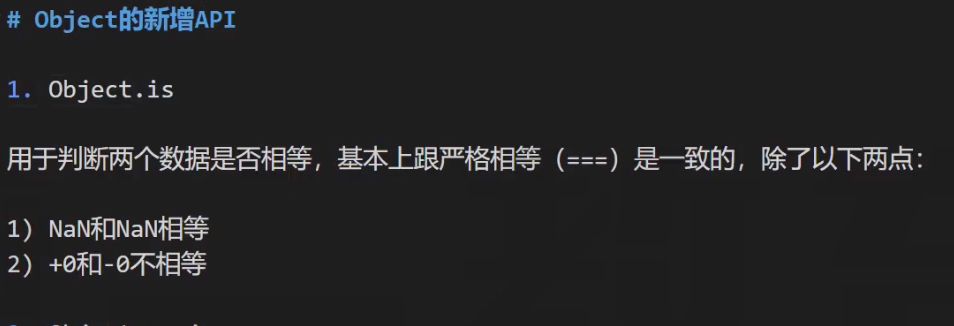 # Object的新增API
1. Object.is
用于判断两个数据是否相等，基本上跟严格相等（===）是一致的，除了以下两点：
1) NaN和NaN相等
2) +0和-0不相等